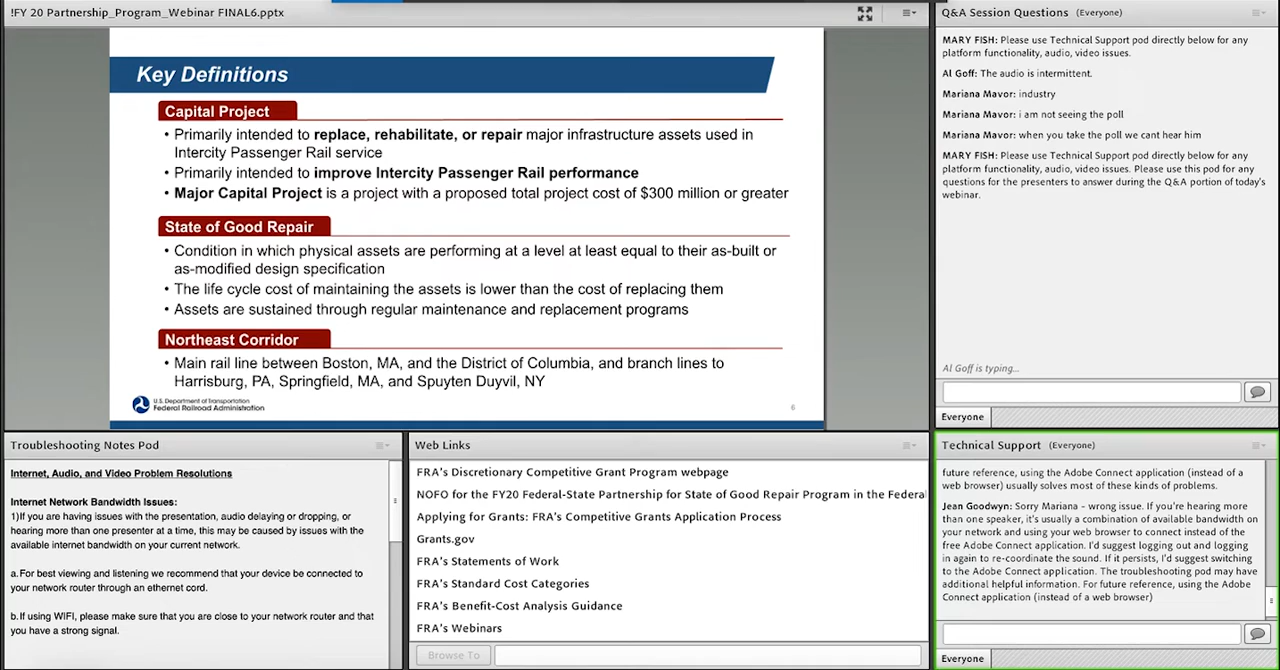 !FY 20 Partnership_Program_Webinar FINAL6.pptx
Key Definitions
Capital Project
• Primarily intended to replace, rehabilitate, or repair major infrastructure assets used in
Intercity Passenger Rail service
• Primarily intended to improve Intercity Passenger Rail performance
• Major Capital Project is a project with a proposed total project cost of $300 million or greater
State of Good Repair
• Condition in which physical assets are performing at a level at least equal to their as-built or
as-modified design specification
• The life cycle cost of maintaining the assets is lower than the cost of replacing them
• Assets are sustained through regular maintenance and replacement programs
Northeast Corridor
• Main rail line between Boston, MA, and the District of Columbia, and branch lines to
Harrisburg, PA, Springfield, MA, and Spuyten Duyvil, NY
U.S. Department of Transportation
Federal Railroad Administration
6
Q&A Session Questions (Everyone)
MARY FISH: Please use Technical Support pod directly below for any
platform functionality, audio, video issues.
Al Goff: The audio is intermittent.
Mariana Mavor: industry
Mariana Mavor: i am not seeing the poll
Mariana Mavor: when you take the poll we cant hear him
MARY FISH: Please use Technical Support pod directly below for any
platform functionality, audio, video issues. Please use this pod for any
questions for the presenters to answer during the Q&A portion of today's
webinar.
Al Goff is typing...
Everyone
Troubleshooting Notes Pod
Internet, Audio, and Video Problem Resolutions
Internet Network Bandwidth Issues:
1)If you are having issues with the presentation, audio delaying or dropping, or
hearing more than one presenter at a time, this may be caused by issues with the
available internet bandwidth on your current network.
a.For best viewing and listening we recommend that your device be connected to
your network router through an ethernet cord.
b.If using WIFI, please make sure that you are close to your network router and that
you have a strong signal.
Web Links
FRA's Discretionary Competitive Grant Program webpage
NOFO for the FY20 Federal-State Partnership for State of Good Repair Program in the Federal
Applying for Grants: FRA's Competitive Grants Application Process
Grants.gov
FRA's Statements of Work
FRA's Standard Cost Categories
FRA's Benefit-Cost Analysis Guidance
FRA's Webinars
Browse To
Technical Support (Everyone)
future reference, using the Adobe Connect application (instead of a
web browser) usually solves most of these kinds of problems.
Jean Goodwyn: Sorry Mariana - wrong issue. If you're hearing more
than one speaker, it's usually a combination of available bandwidth on
your network and using your web browser to connect instead of the
free Adobe Connect application. I'd suggest logging out and logging
in again to re-coordinate the sound. If it persists, I'd suggest switching
to the Adobe Connect application. The troubleshooting pod may have
additional helpful information. For future reference, using the Adobe
Connect application (instead of a web browser)
Everyone